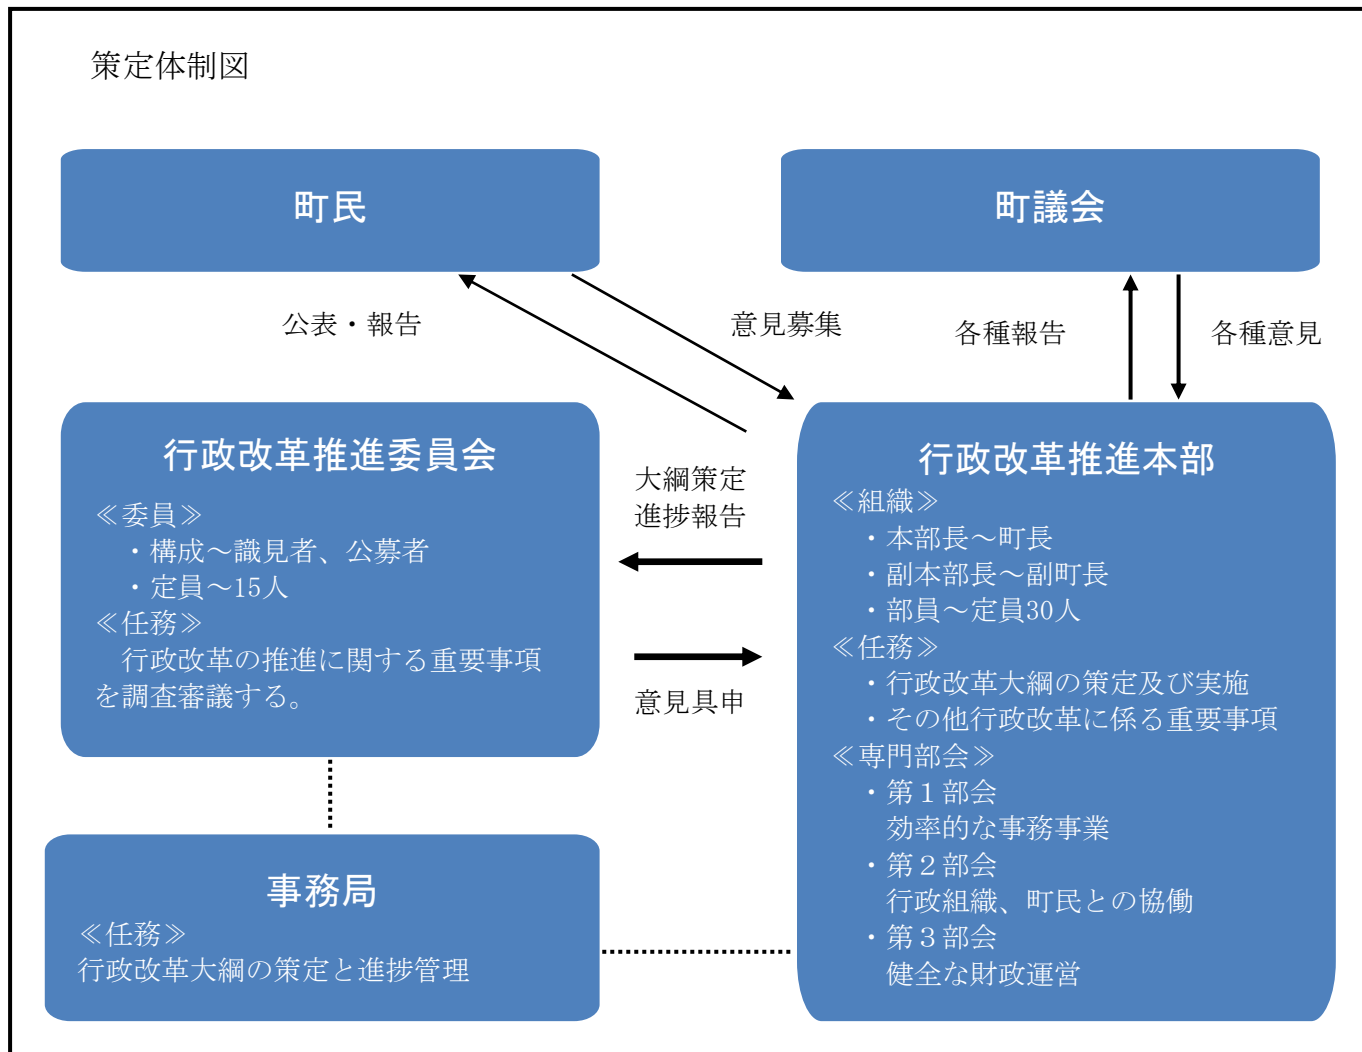 策定体制図
町民
町議会
公表・報告
意見募集
各種報告
各種意見
行政改革推進委員会
≪委員≫
・構成～識見者、公募者
・定員～15人
≪任務≫
行政改革の推進に関する重要事項
を調査審議する。
大綱策定
進捗報告
意見具申
行政改革推進本部
≪組織≫
・本部長～町長
・副本部長～副町長
・部員～定員30人
≪任務≫
・行政改革大綱の策定及び実施
・その他行政改革に係る重要事項
≪専門部会≫
・第１部会
効率的な事務事業
・第２部会
行政組織、町民との協働
・第３部会
健全な財政運営
事務局
≪任務≫
行政改革大綱の策定と進捗管理